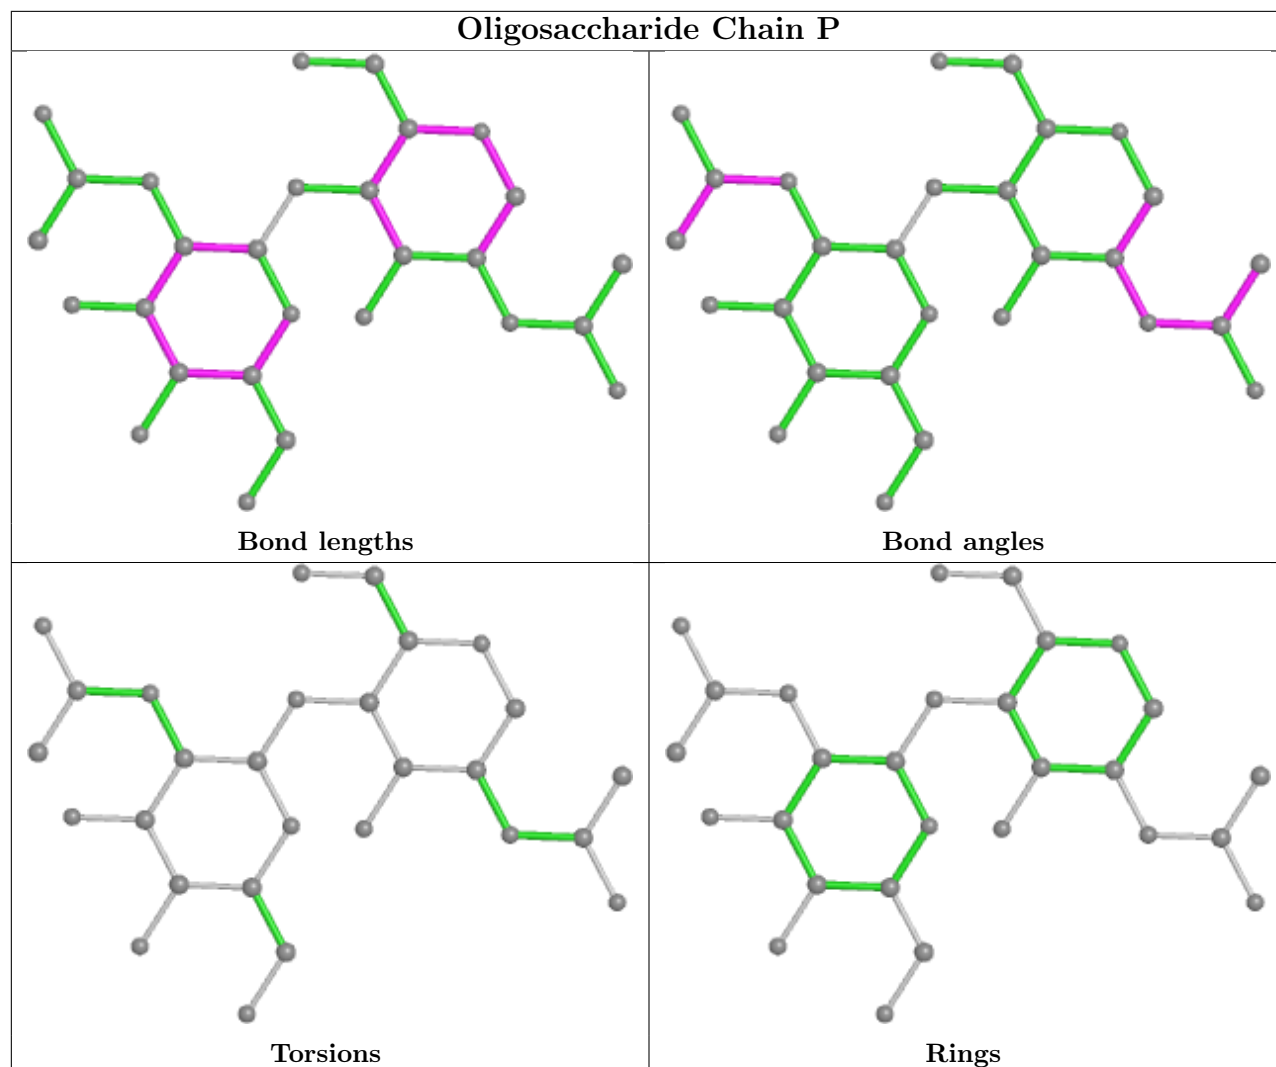 Oligosaccharide Chain P
Bond lengths
Bond angles
Torsions
Rings